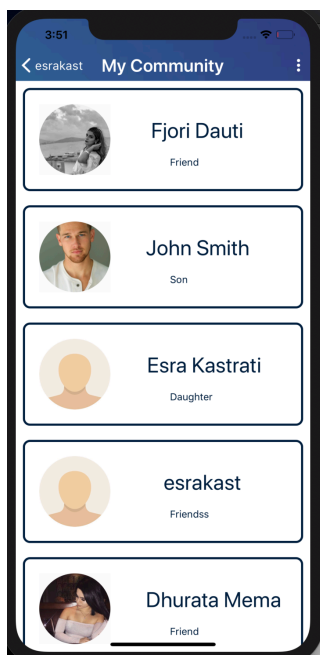 3:51
esrakast
My Community
Fjori Dauti
Friend
John Smith
Son
Esra Kastrati
Daughter
esrakast
Friendss
Dhurata Mema
Friend